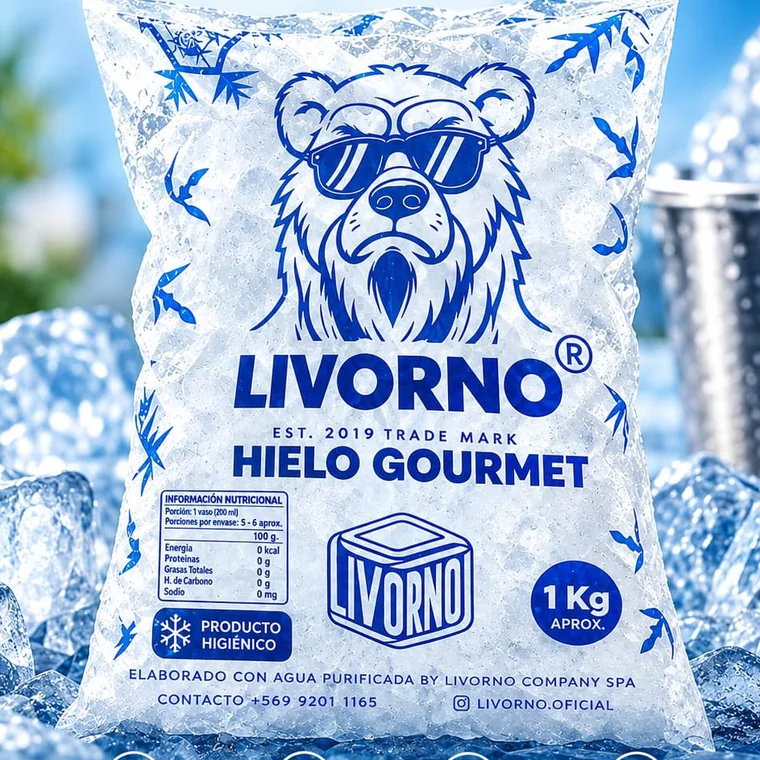 LIVORNO®
EST. 2019 TRADE MARK
HIELO GOURMET
INFORMACIÓN NUTRICIONAL
Porción: 1 vaso (200 ml)
Porciones por envase: 5 - 6 aprox.
100 g.
Energia 0 kcal
Proteinas 0 g
Grasas Totales 0 g
H. de Carbono 0 g
Sodio 0 mg
PRODUCTO
HIGIÉNICO
LIVORNO
1 Kg
APROX.
ELABORADO CON AGUA PURIFICADA BY LIVORNO COMPANY SPA
CONTACTO +569 9201 1165 LIVORNO.OFICIAL